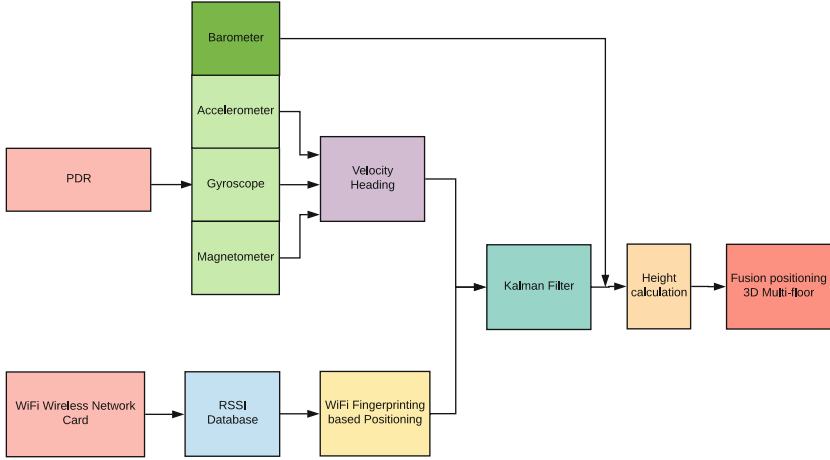 Barometer
Accelerometer
PDR
Gyroscope
Velocity
Heading
Magnetometer
Kalman Filter
Height
calculation
Fusion positioning
3D Multi-floor
WiFi Wireless Network
Card
RSSI
Database
WiFi Fingerprinting
based Positioning